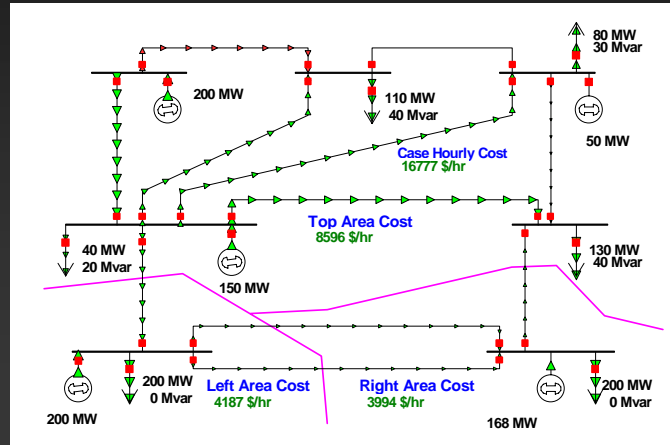 80 MW
30 Mvar
200 MW
110 MW
40 Mvar
50 MW
Case Hourly Cost
16777 $/hr
Top Area Cost
8596 $/hr
40 MW
20 Mvar
150 MW
130 MW
40 Mvar
200 MW
0 Mvar
Left Area Cost
4187 $/hr
Right Area Cost
3994 $/hr
200 MW
0 Mvar
200 MW
168 MW